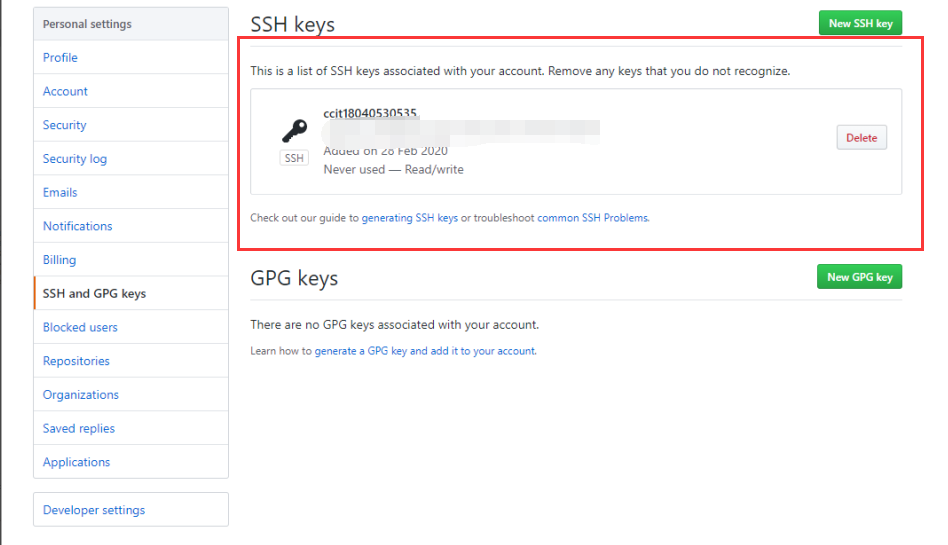 Personal settings
Profile
Account
Security
Security log
Emails
Notifications
Billing
SSH and GPG keys
Blocked users
Repositories
Organizations
Saved replies
Applications
Developer settings
SSH keys
New SSH key
This is a list of SSH keys associated with your account. Remove any keys that you do not recognize.
ccit18040530535
SSH
Added on 28 Feb 2020
Never used — Read/write
Delete
Check out our guide to generating SSH keys or troubleshoot common SSH Problems.
GPG keys
New GPG key
There are no GPG keys associated with your account.
Learn how to generate a GPG key and add it to your account.